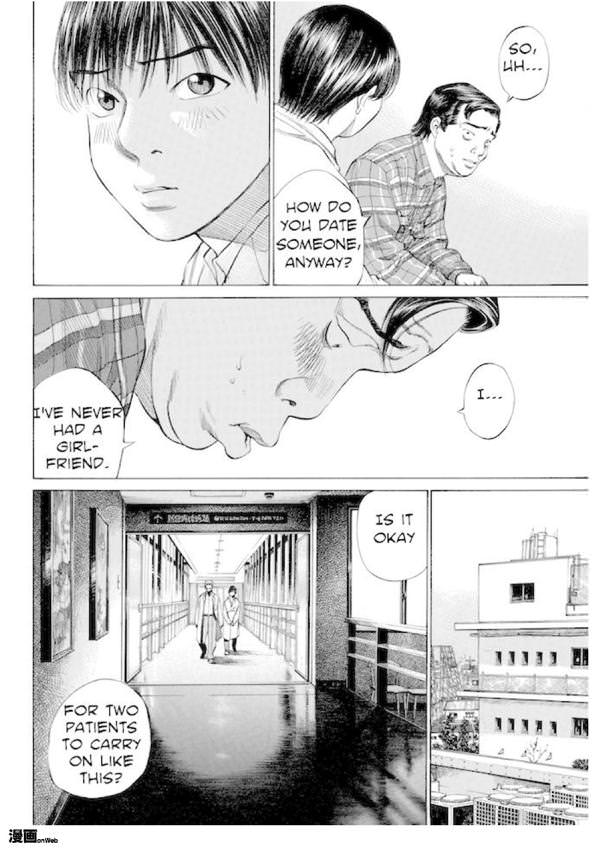 SO,
UH---
HOW DO
YOU DATE
SOMEONE,
ANYWAY?
I---
I'VE NEVER
HAD A
GIRL-
FRIEND.
IS IT
OKAY
FOR TWO
PATIENTS
TO CARRY
ON LIKE
THIS?
漫画onWeb